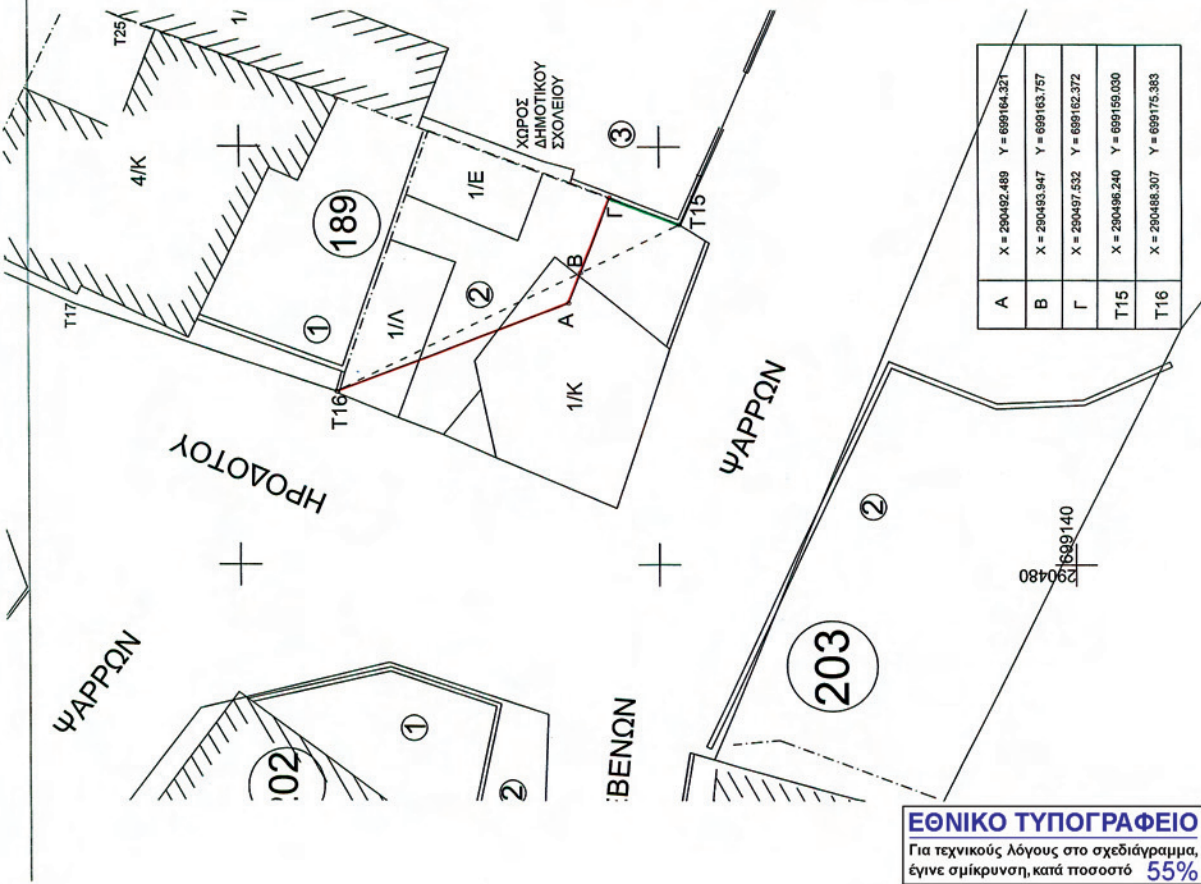 T25
1/
4/Κ
T17
189
1
ΧΩΡΟΣ
ΔΗΜΟΤΙΚΟΥ
ΣΧΟΛΕΙΟΥ
3
1/Ε
1/Λ
2
Β
Γ
Α
T15
T16
1/Κ
ΗΡΟΔΟΤΟΥ
ΨΑΡΡΩΝ
ΨΑΡΡΩΝ
Α X = 290492.489 Y = 699164.321
Β X = 290493.947 Y = 699163.757
Γ X = 290497.532 Y = 699162.372
T15 X = 290496.240 Y = 699159.030
T16 X = 290488.307 Y = 699175.383
2
203
290480
699140
202
1
2
ΕΒΕΝΩΝ
ΕΘΝΙΚΟ ΤΥΠΟΓΡΑΦΕΙΟ
Για τεχνικούς λόγους στο σχεδιάγραμμα,
έγινε σμίκρυνση, κατά ποσοστό 55%